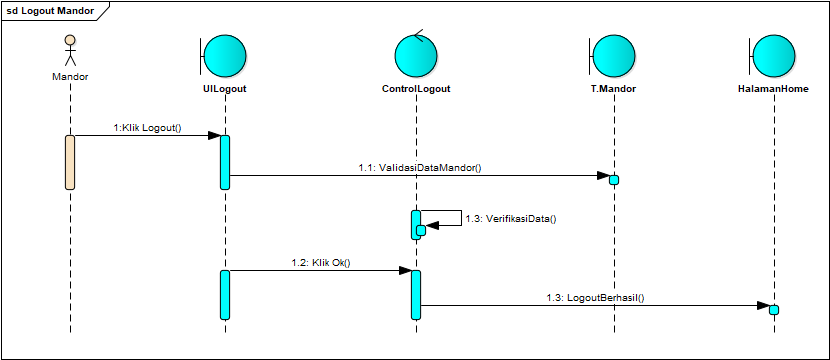 sd Logout Mandor
Mandor
UILogout
ControlLogout
T.Mandor
HalamanHome
1:Klik Logout()
1.1: ValidasiDataMandor()
1.3: VerifikasiData()
1.2: Klik Ok()
1.3: LogoutBerhasil()